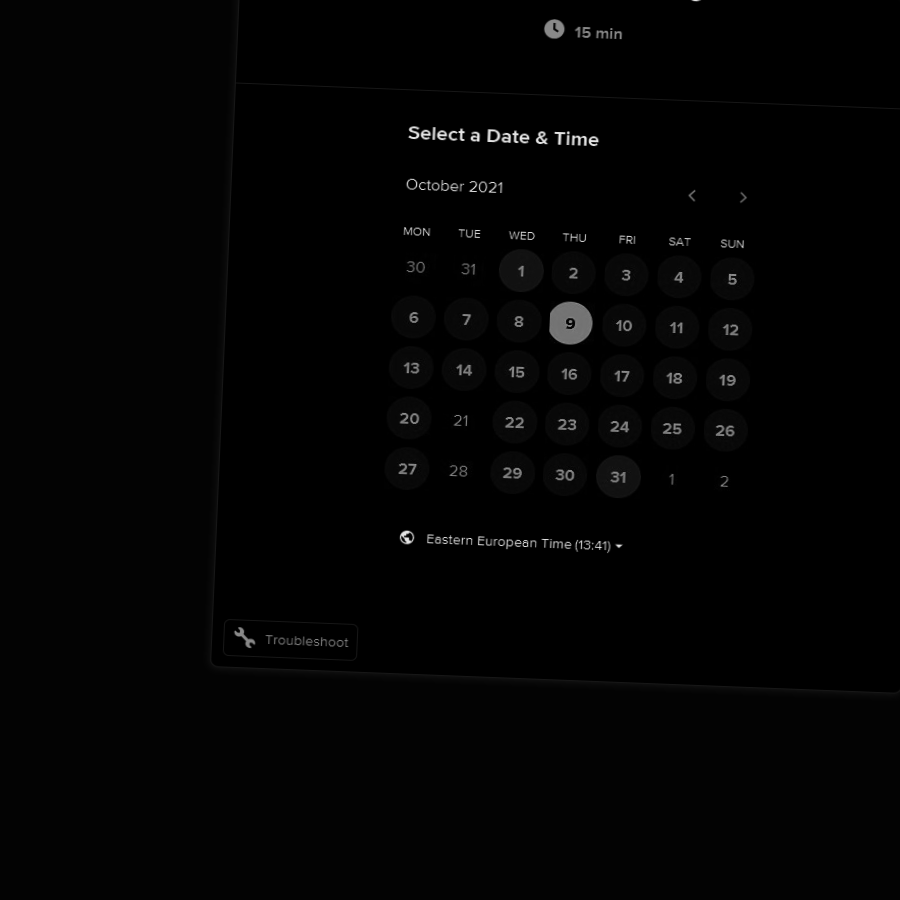 15 min
Select a Date & Time
October 2021
MON TUE WED THU FRI SAT SUN
30 31 1 2 3 4 5
6 7 8 9 10 11 12
13 14 15 16 17 18 19
20 21 22 23 24 25 26
27 28 29 30 31 1 2
Eastern European Time (13:41)
Troubleshoot